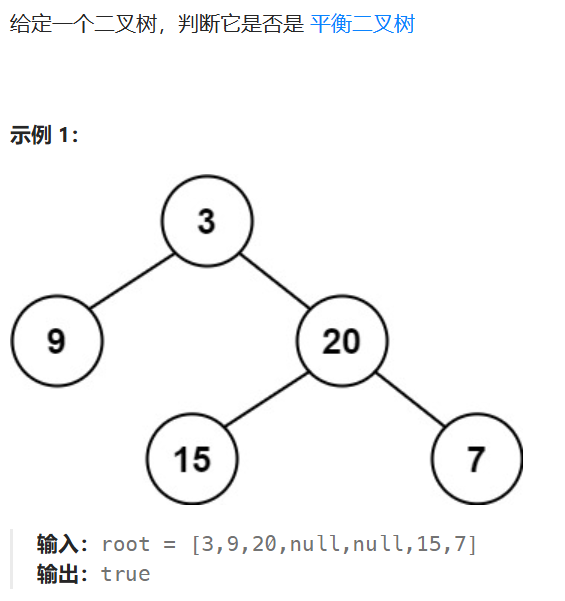 给定一个二叉树，判断它是否是 平衡二叉树
示例 1：
3
9
20
15
7
输入：root = [3,9,20,null,null,15,7]
输出：true